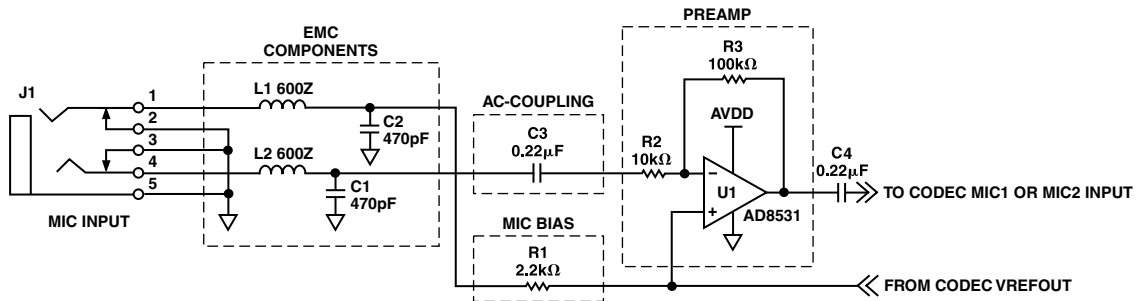 PREAMP
EMC
COMPONENTS
R3
100kΩ
J1
1
L1 600Z
AC-COUPLING
AVDD
2
C2
470pF
C3
0.22μF
3
R2
10kΩ
C4
0.22μF
4
L2 600Z
–
U1
TO CODEC MIC1 OR MIC2 INPUT
5
C1
470pF
+
AD8531
MIC INPUT
MIC BIAS
R1
2.2kΩ
FROM CODEC VREFOUT